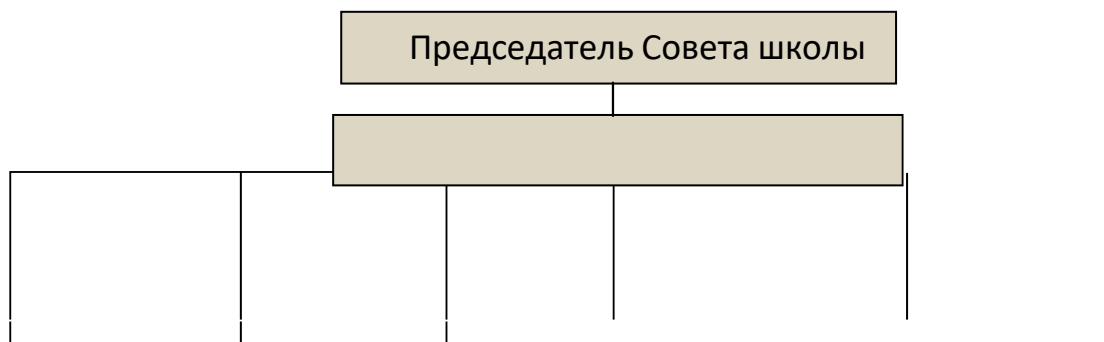 Председатель Совета школы